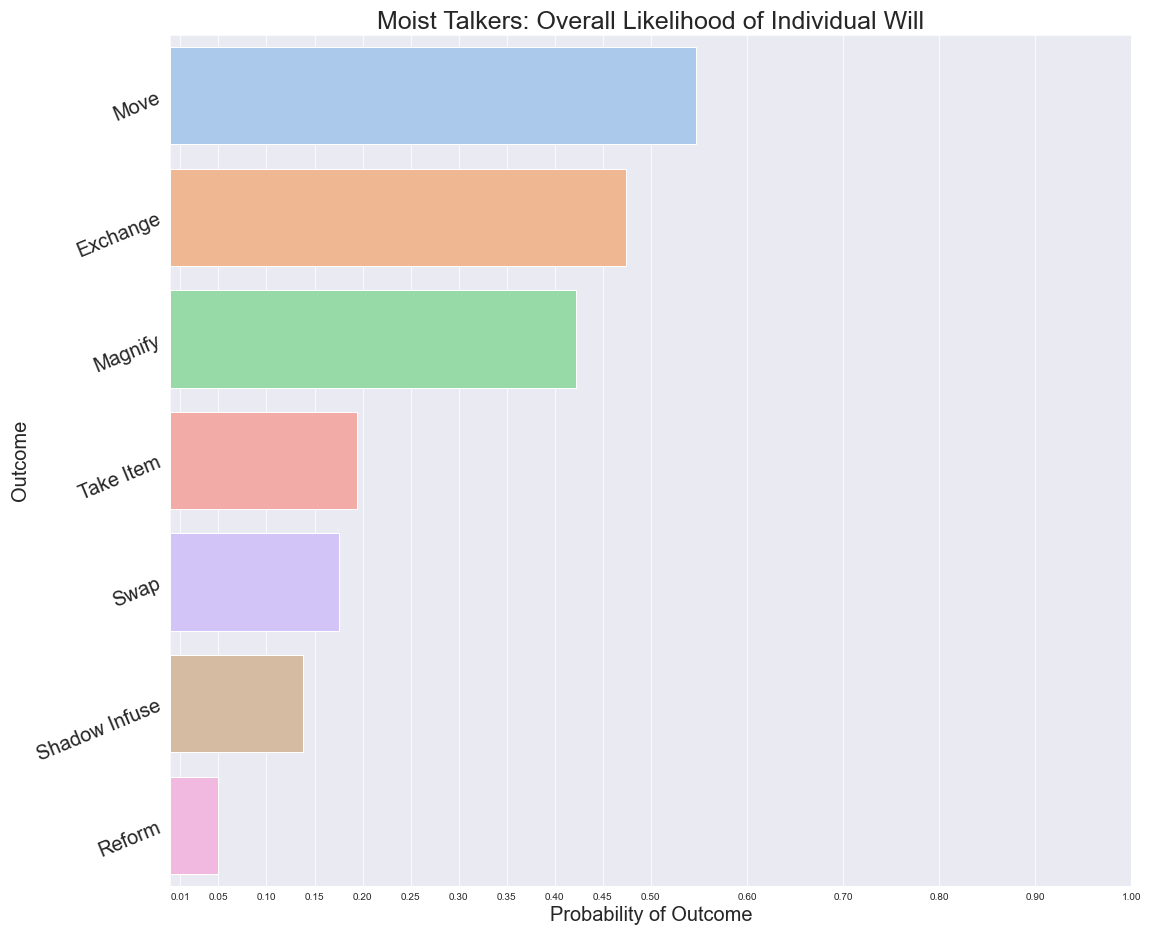 Moist Talkers: Overall Likelihood of Individual Will
Outcome
Move
Exchange
Magnify
Take Item
Swap
Shadow Infuse
Reform
0.01 0.05 0.10 0.15 0.20 0.25 0.30 0.35 0.40 0.45 0.50 0.60 0.70 0.80 0.90 1.00
Probability of Outcome